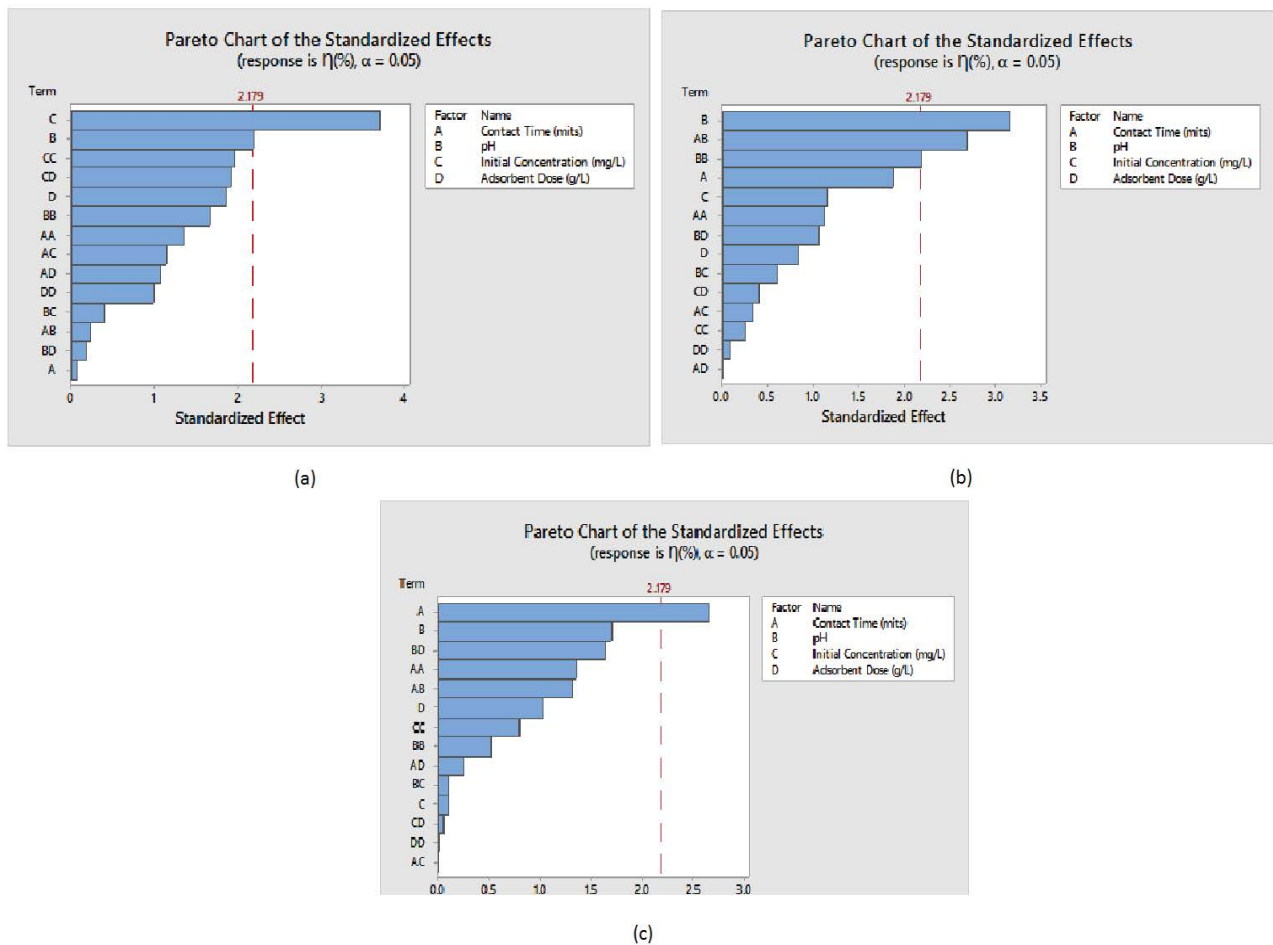 Pareto Chart of the Standardized Effects
(response is Ƞ(%), α = 0.05)
Term
2.179
C
B
CC
CD
D
BB
AA
AC
AD
DD
BC
AB
BD
A
0 1 2 3 4
Standardized Effect
Factor Name
A Contact Time (mits)
B pH
C Initial Concentration (mg/L)
D Adsorbent Dose (g/L)
(a)
Pareto Chart of the Standardized Effects
(response is Ƞ(%), α = 0.05)
Term
2.179
B
AB
BB
A
C
AA
BD
D
BC
CD
AC
CC
DD
AD
0.0 0.5 1.0 1.5 2.0 2.5 3.0 3.5
Standardized Effect
Factor Name
A Contact Time (mits)
B pH
C Initial Concentration (mg/L)
D Adsorbent Dose (g/L)
(b)
Pareto Chart of the Standardized Effects
(response is Ƞ(%), α = 0.05)
Term
2.179
A
B
BD
AA
AB
D
CC
BB
AD
BC
C
CD
DD
AC
0.0 0.5 1.0 1.5 2.0 2.5 3.0
Factor Name
A Contact Time (mits)
B pH
C Initial Concentration (mg/L)
D Adsorbent Dose (g/L)
(c)